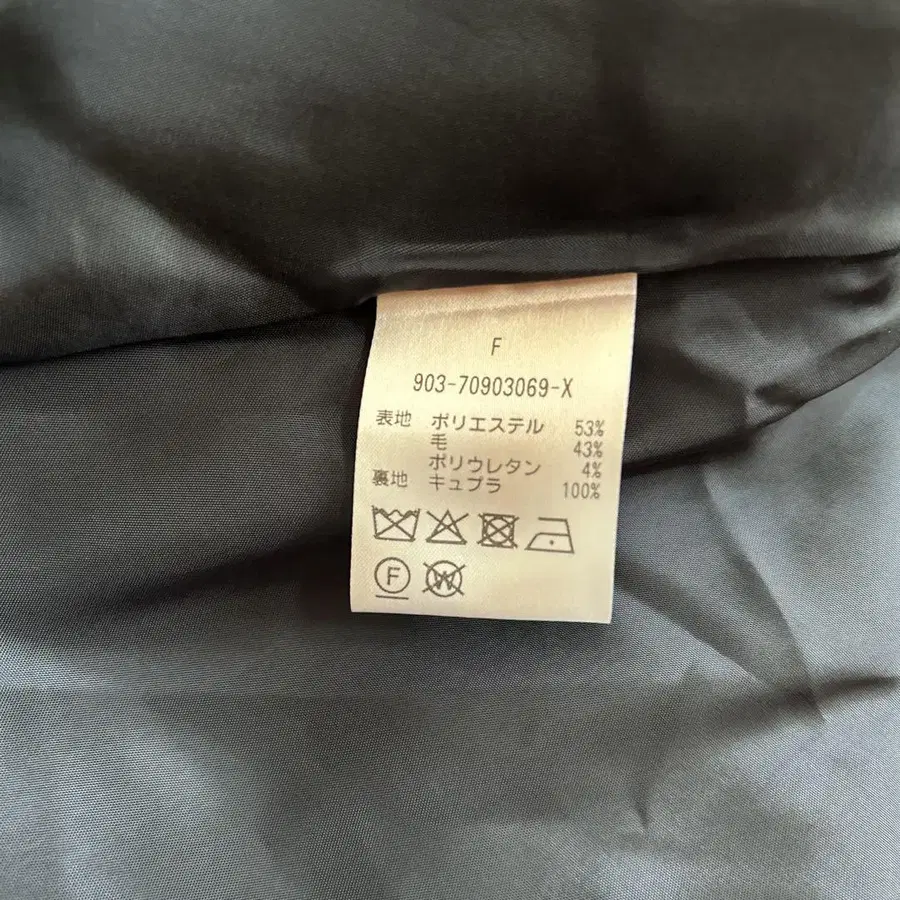 F
903-70903069-X
表地 ポリエステル 53%
毛 43%
ポリウレタン 4%
裏地 キュプラ 100%
F W